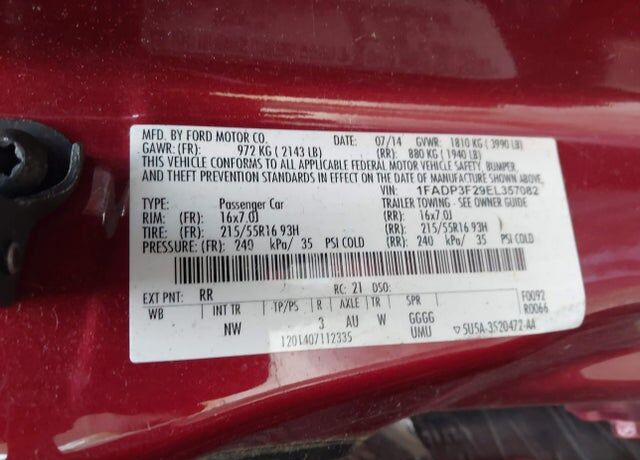 MFD. BY FORD MOTOR CO. DATE: 07/14 GVWR: 1810 KG ( 3990 LB)
GAWR: (FR): 972 KG ( 2143 LB) (RR): 880 KG ( 1940 LB)
THIS VEHICLE CONFORMS TO ALL APPLICABLE FEDERAL MOTOR VEHICLE SAFETY, BUMPER,
AND THEFT PREVENTION STANDARDS IN EFFECT ON THE DATE OF MANUFACTURE SHOWN ABOVE.
VIN: 1FADP3F29EL357082
TYPE: Passenger Car TRAILER TOWING - SEE OWNER GUIDE
RIM: (FR): 16x7.0J (RR): 16x7.0J
TIRE: (FR): 215/55R16 93H (RR): 215/55R16 93H
PRESSURE: (FR): 240 kPa/ 35 PSI COLD (RR): 240 kPa/ 35 PSI COLD
EXT PNT: RR RC: 21 DSO: F0092
WB INT TR TP/PS R AXLE TR SPR R0066
NW 3 AU W GGGG
1201407112335 UMU ▽5U5A-3520472-AA